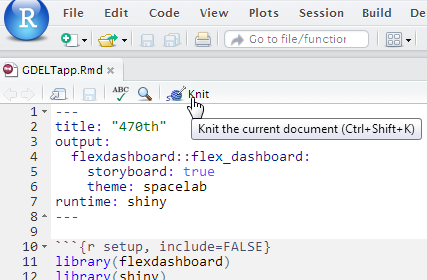 R File Edit Code View Plots Session Build De
Go to file/function
GDELTapp.Rmd
ABC Knit
Knit the current document (Ctrl+Shift+K)
1 ---
2 title: "470th"
3 output:
4 flexdashboard::flex_dashboard:
5 storyboard: true
6 theme: spacelab
7 runtime: shiny
8 ---
9
10 ```{r setup, include=FALSE}
11 library(flexdashboard)
12 library(shiny)